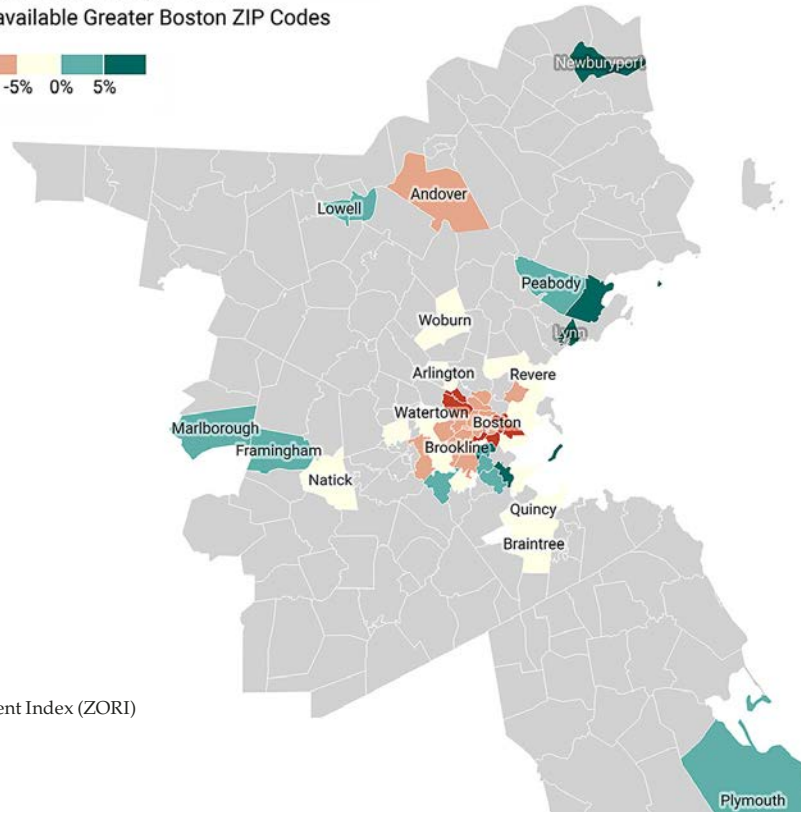 available Greater Boston ZIP Codes
-5% 0% 5%
Newburyport
Andover
Lowell
Peabody
Woburn
Lynn
Arlington
Revere
Watertown
Boston
Marlborough
Framingham
Brookline
Natick
Quincy
Braintree
ent Index (ZORI)
Plymouth